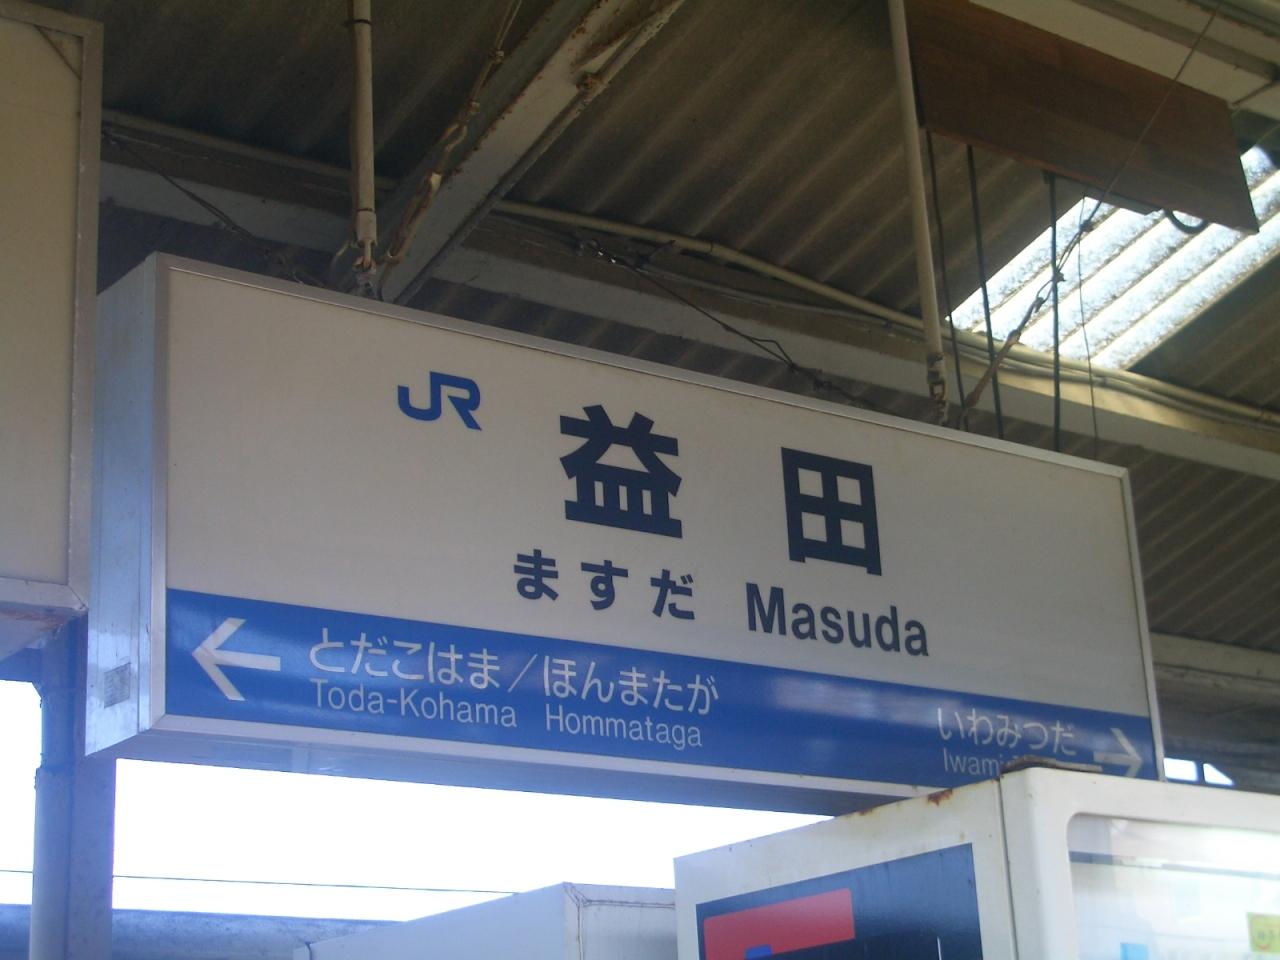 JR 益田
ますだ Masuda
とだこはま/ほんまたが
Toda-Kohama Hommataga
いわみつだ